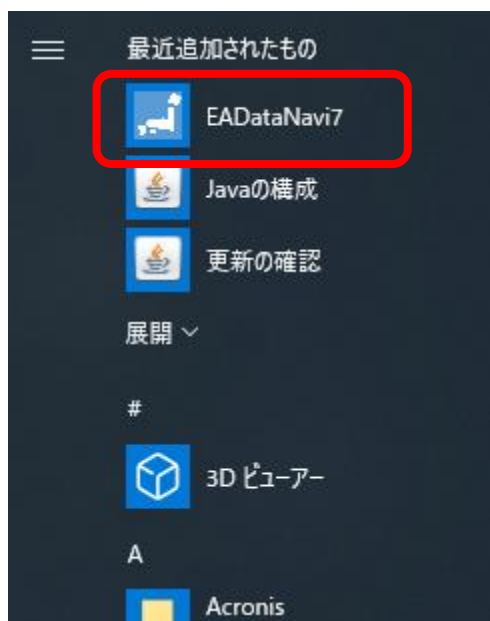 最近追加されたもの
EADataNavi7
Javaの構成
更新の確認
展開
#
3D ビューアー
A
Acronis